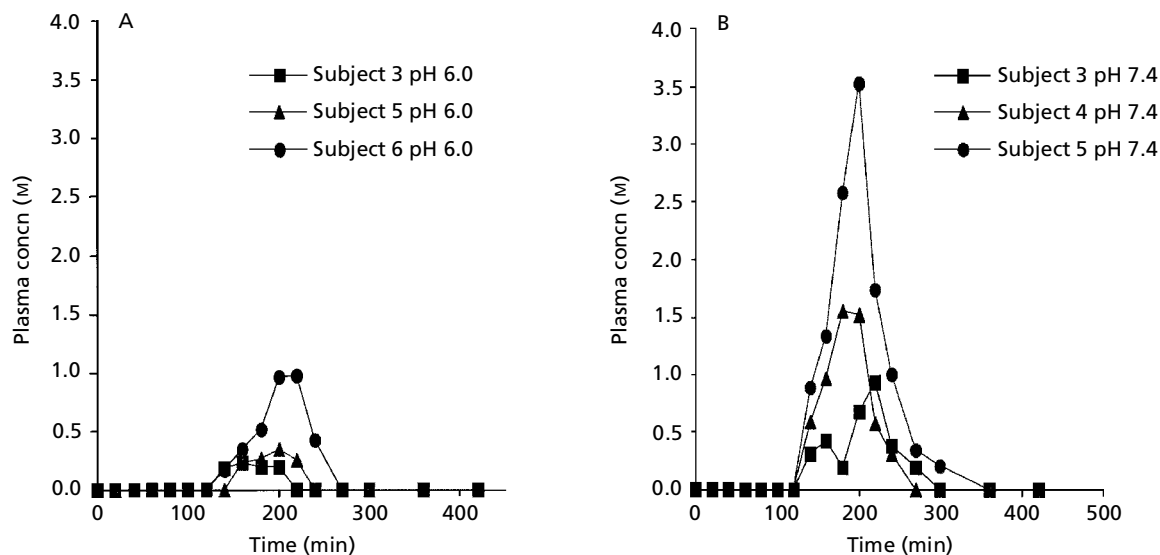 A
4.0
3.5
3.0
2.5
2.0
1.5
1.0
0.5
0.0
Plasma concn (M)
Subject 3 pH 6.0
Subject 5 pH 6.0
Subject 6 pH 6.0
0 100 200 300 400
Time (min)
B
4.0
3.5
3.0
2.5
2.0
1.5
1.0
0.5
0.0
Plasma concn (M)
Subject 3 pH 7.4
Subject 4 pH 7.4
Subject 5 pH 7.4
0 100 200 300 400 500
Time (min)